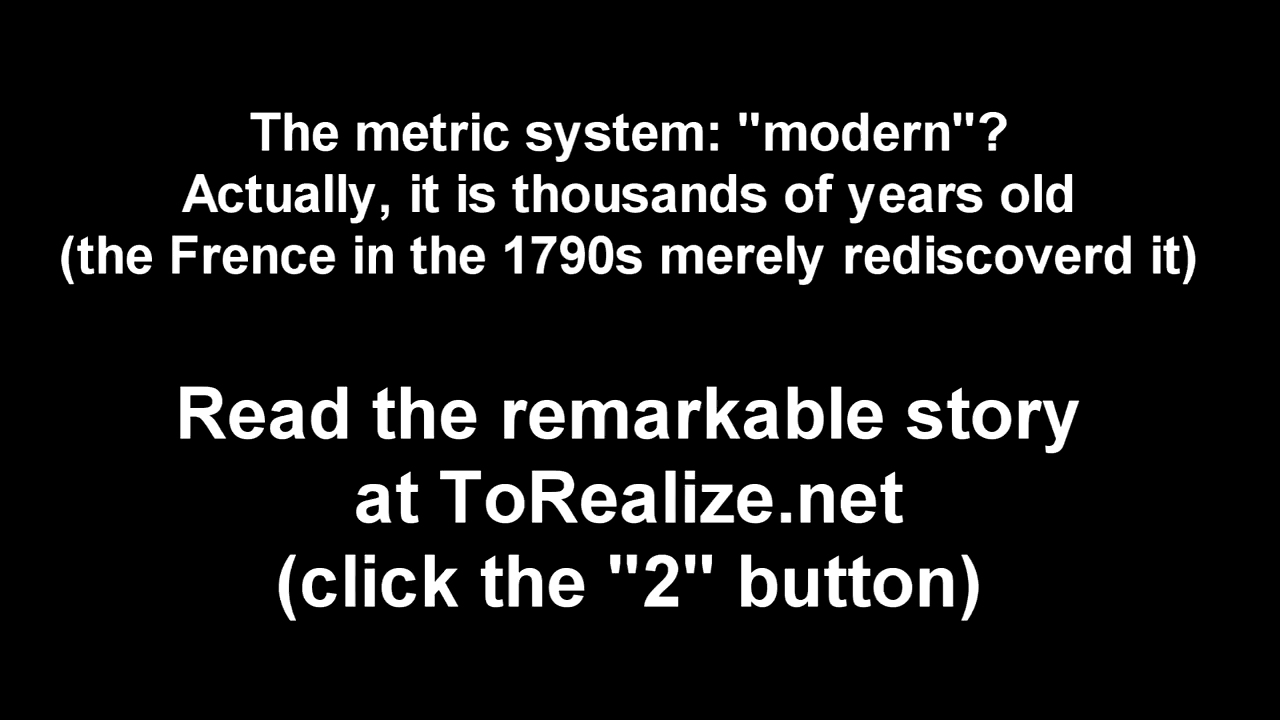 The metric system: "modern"?
Actually, it is thousands of years old
(the Frence in the 1790s merely rediscoverd it)
Read the remarkable story
at ToRealize.net
(click the "2" button)